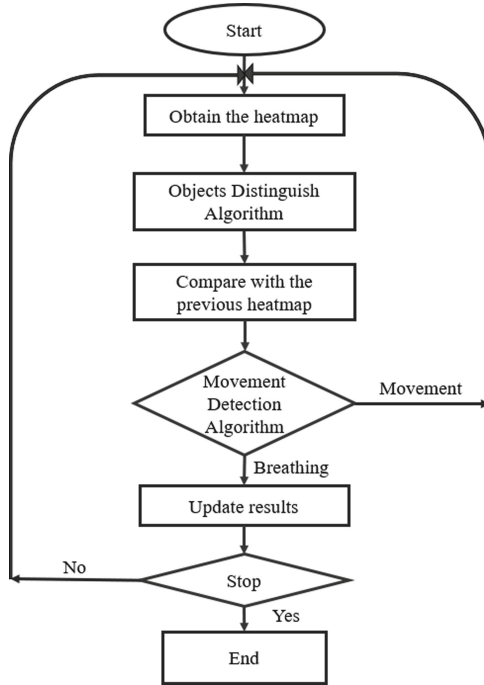 Start
Obtain the heatmap
Objects Distinguish
Algorithm
Compare with the
previous heatmap
Movement
Detection
Algorithm
Movement
Breathing
Update results
No
Stop
Yes
End